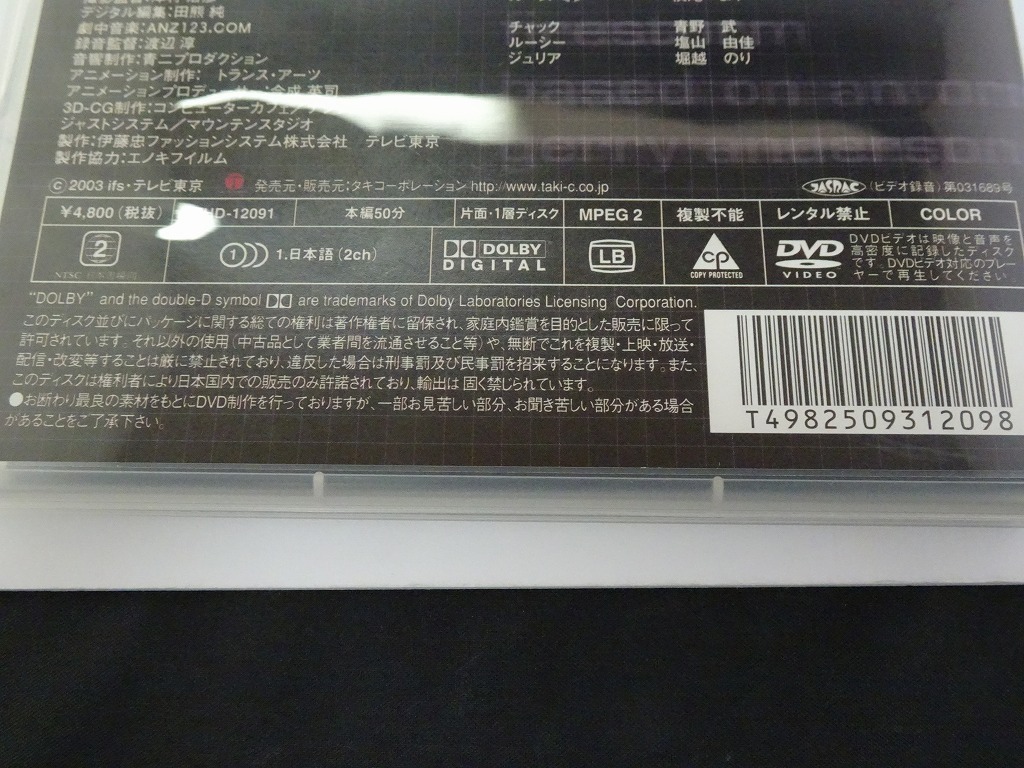 デジタル編集：田熊 純
劇中音楽：ANZ123.COM
録音監督：渡辺 淳
音響制作：青二プロダクション
アニメーション制作： トランス・アーツ
アニメーションプロデューサー：
3D-CG制作：コンピューターカフェ
ジャストシステム／マウンテンスタジオ
製作：伊藤忠ファッションシステム株式会社　テレビ東京
製作協力：エノキフイルム
チャック　青野　武
ルーシー　塩山　由佳
ジュリア　堀越　のり
Ⓒ2003 ifs・テレビ東京　発売元・販売元：タキコーポレーション http://www.taki-c.co.jp　JASRAC（ビデオ録音）第031689号
￥4,800（税抜）　HD-12091　本編50分　片面・1層ディスク　MPEG 2　複製不能　レンタル禁止　COLOR
2　NTSC 日本市場向　1.日本語（2ch）　DOLBY DIGITAL　LB　CP COPY PROTECTED　DVD VIDEO
DVDビデオは映像と音声を
高密度に記録したディスク
です。DVDビデオ対応のプレー
ヤーで再生してください
"DOLBY" and the double-D symbol are trademarks of Dolby Laboratories Licensing Corporation.
このディスク並びにパッケージに関する総ての権利は著作権者に留保され、家庭内鑑賞を目的とした販売に限って
許可されています。それ以外の使用（中古品として業者間を流通させること等）や、無断でこれを複製・上映・放送・
配信・改変等することは厳に禁止されており、違反した場合は刑事罰及び民事罰を招来することになります。また、
このディスクは権利者により日本国内での販売のみ許諾されており、輸出は 固く禁じられています。
●お断わり最良の素材をもとにDVD制作を行っておりますが、一部お見苦しい部分、お聞き苦しい部分がある場合
があることをご了承下さい。
T4982509312098